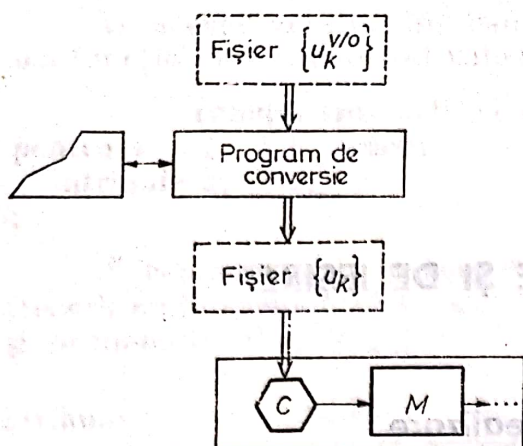 Fişier {u_k^{v/o}}
Program de
conversie
Fişier {u_k}
C
M
....